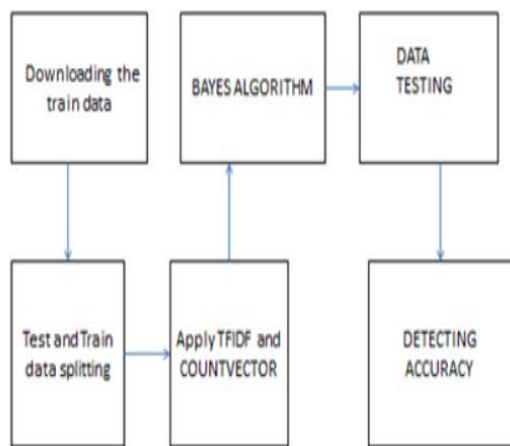 Downloading the
train data
Test and Train
data splitting
Apply TFIDF and
COUNTVECTOR
BAYES ALGORITHM
DATA
TESTING
DETECTING
ACCURACY